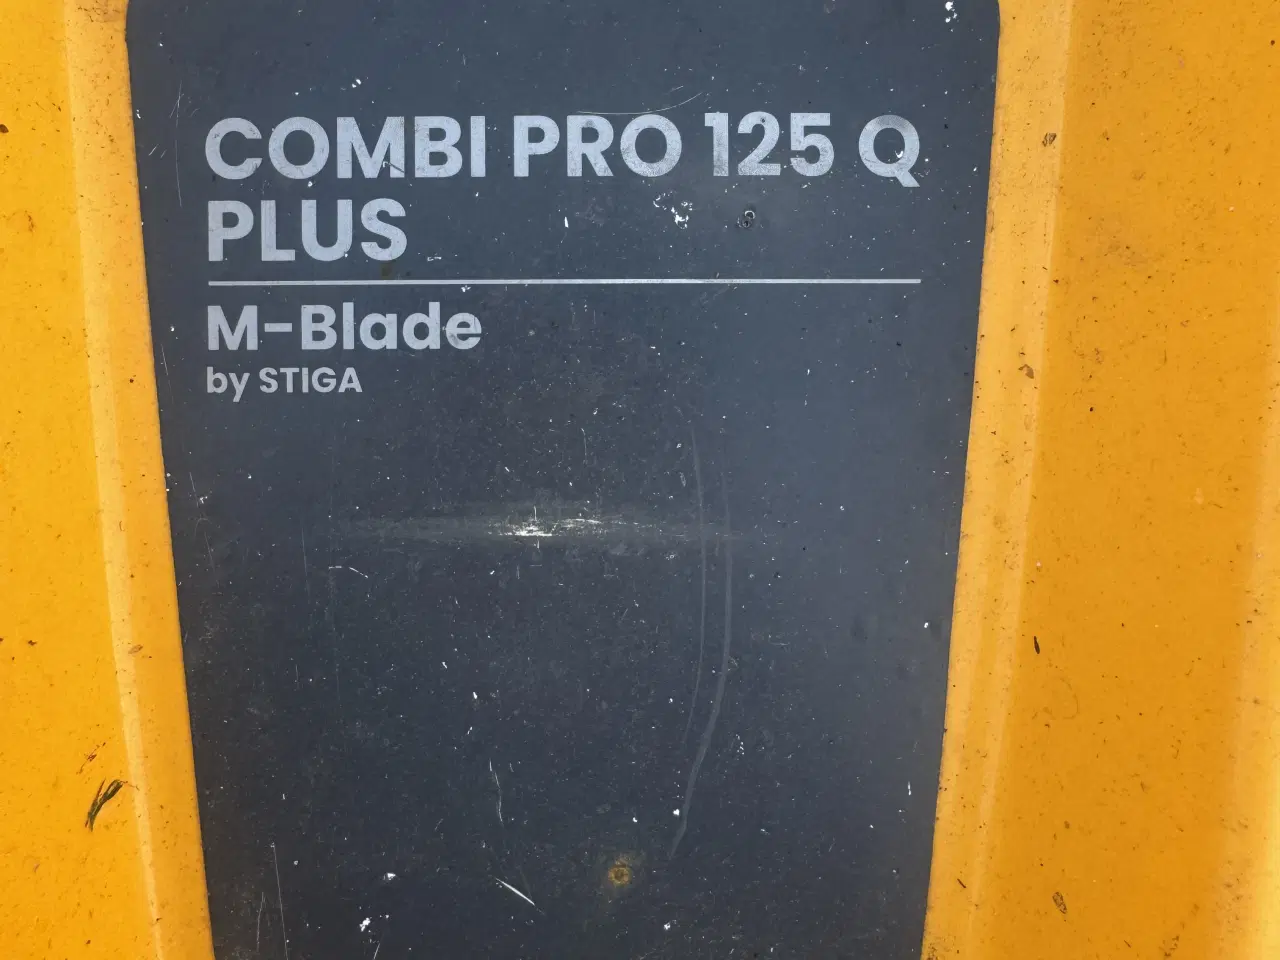 COMBI PRO 125 Q
PLUS
M-Blade
by STIGA